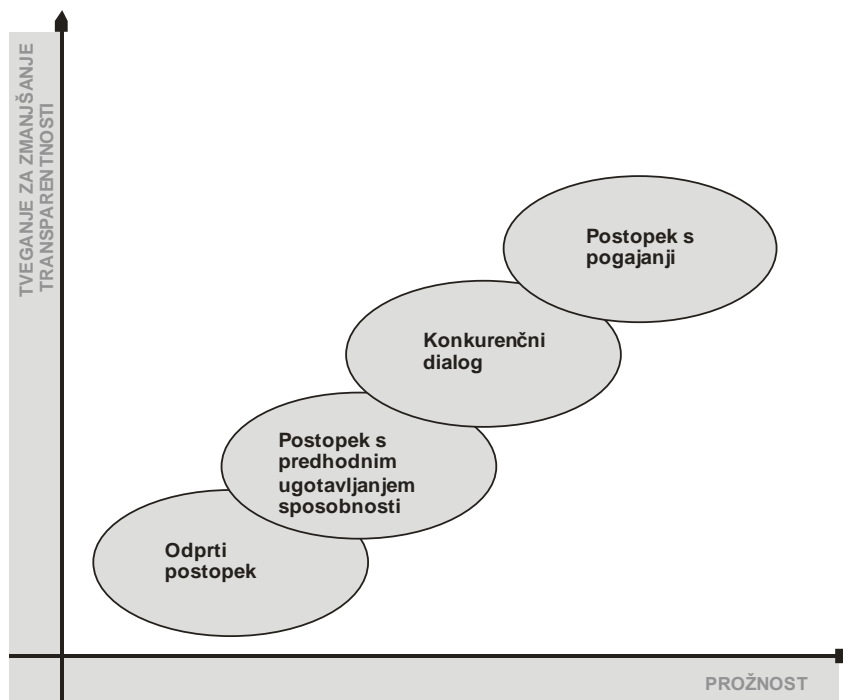 TVEGANJE ZA ZMANJŠANJE
TRANSPARENTNOSTI
Postopek s
pogajanji
Konkurenčni
dialog
Postopek s
predhodnim
ugotavljanjem
sposobnosti
Odprti
postopek
PROŽNOST